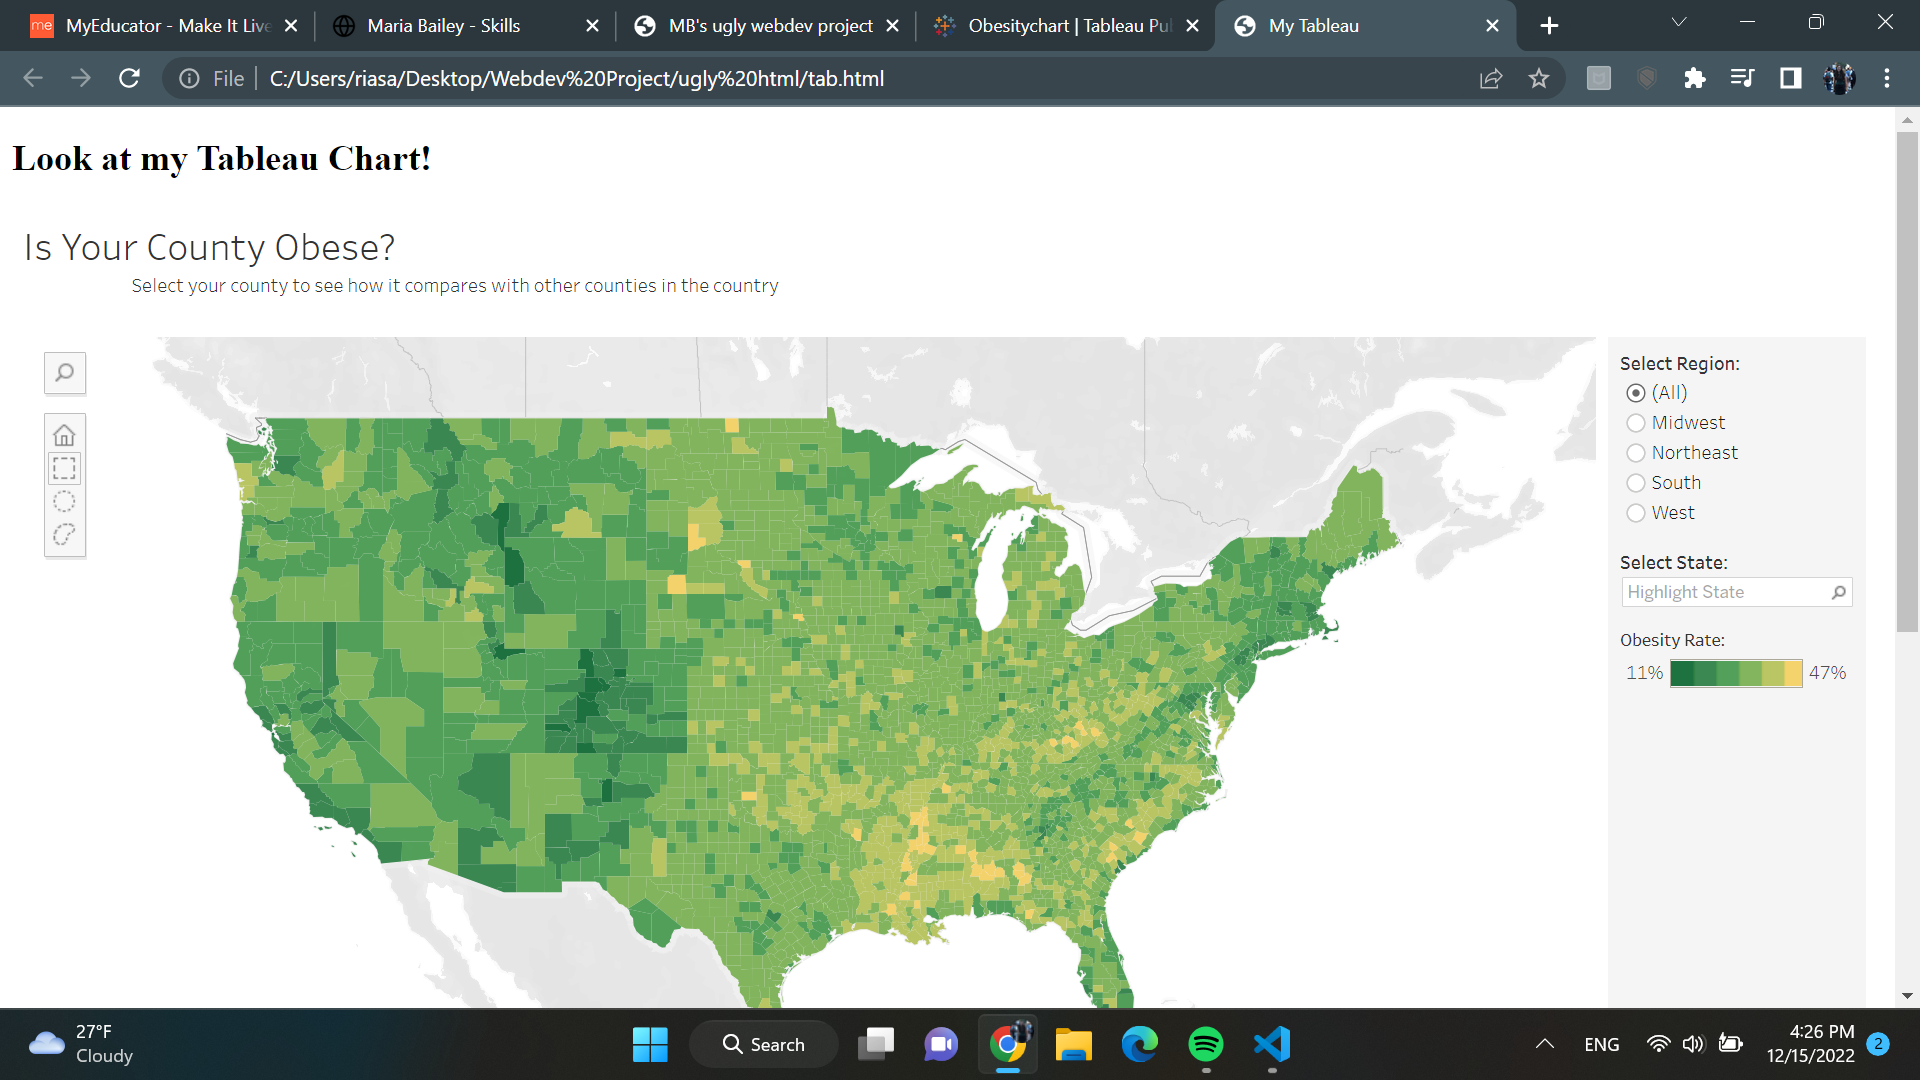 me MyEducator - Make It Live
Maria Bailey - Skills
MB's ugly webdev project
Obesitychart | Tableau Pu
My Tableau
File C:/Users/riasa/Desktop/Webdev%20Project/ugly%20html/tab.html
Look at my Tableau Chart!
Is Your County Obese?
Select your county to see how it compares with other counties in the country
Select Region:
(All)
Midwest
Northeast
South
West
Select State:
Highlight State
Obesity Rate:
11% 47%
27°F
Cloudy
Search
ENG
4:26 PM
12/15/2022
2